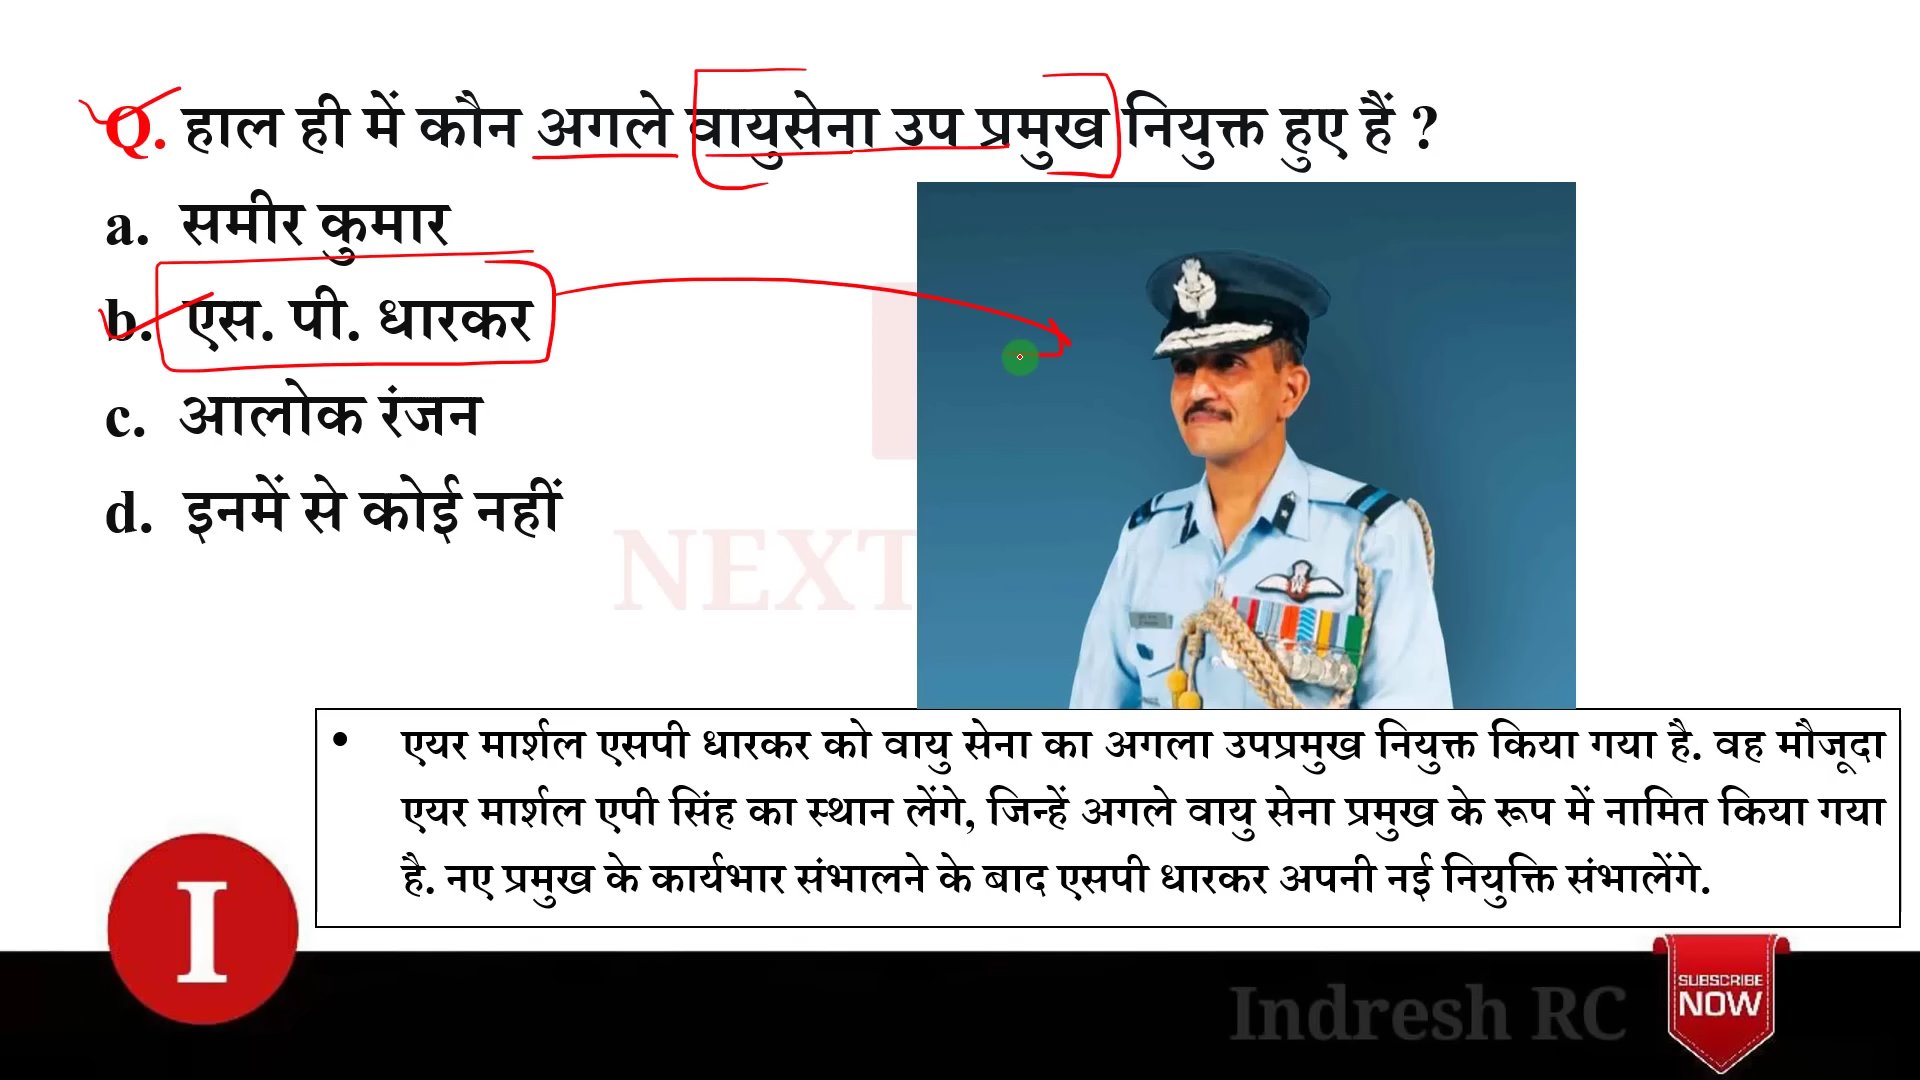 Q. हाल ही में कौन अगले वायुसेना उप प्रमुख नियुक्त हुए हैं ?
a. समीर कुमार
b. एस. पी. धारकर
c. आलोक रंजन
d. इनमें से कोई नहीं
NEXT
• एयर मार्शल एसपी धारकर को वायु सेना का अगला उपप्रमुख नियुक्त किया गया है. वह मौजूदा
एयर मार्शल एपी सिंह का स्थान लेंगे, जिन्हें अगले वायु सेना प्रमुख के रूप में नामित किया गया
है. नए प्रमुख के कार्यभार संभालने के बाद एसपी धारकर अपनी नई नियुक्ति संभालेंगे.
I
Indresh RC
SUBSCRIBE
NOW